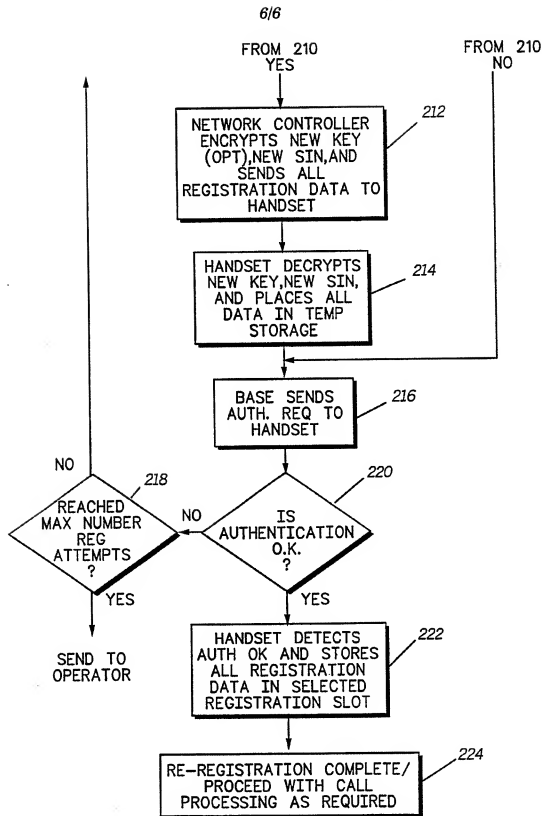 6/6
FROM 210
YES
FROM 210
NO
NETWORK CONTROLLER
ENCRYPTS NEW KEY
(OPT),NEW SIN,AND
SENDS ALL
REGISTRATION DATA TO
HANDSET
212
HANDSET DECRYPTS
NEW KEY,NEW SIN,
AND PLACES ALL
DATA IN TEMP
STORAGE
214
BASE SENDS
AUTH. REQ TO
HANDSET
216
NO
218
REACHED
MAX NUMBER
REG
ATTEMPTS
?
NO
220
IS
AUTHENTICATION
O.K.
?
YES
SEND TO
OPERATOR
YES
HANDSET DETECTS
AUTH OK AND STORES
ALL REGISTRATION
DATA IN SELECTED
REGISTRATION SLOT
222
RE-REGISTRATION COMPLETE/
PROCEED WITH CALL
PROCESSING AS REQUIRED
224